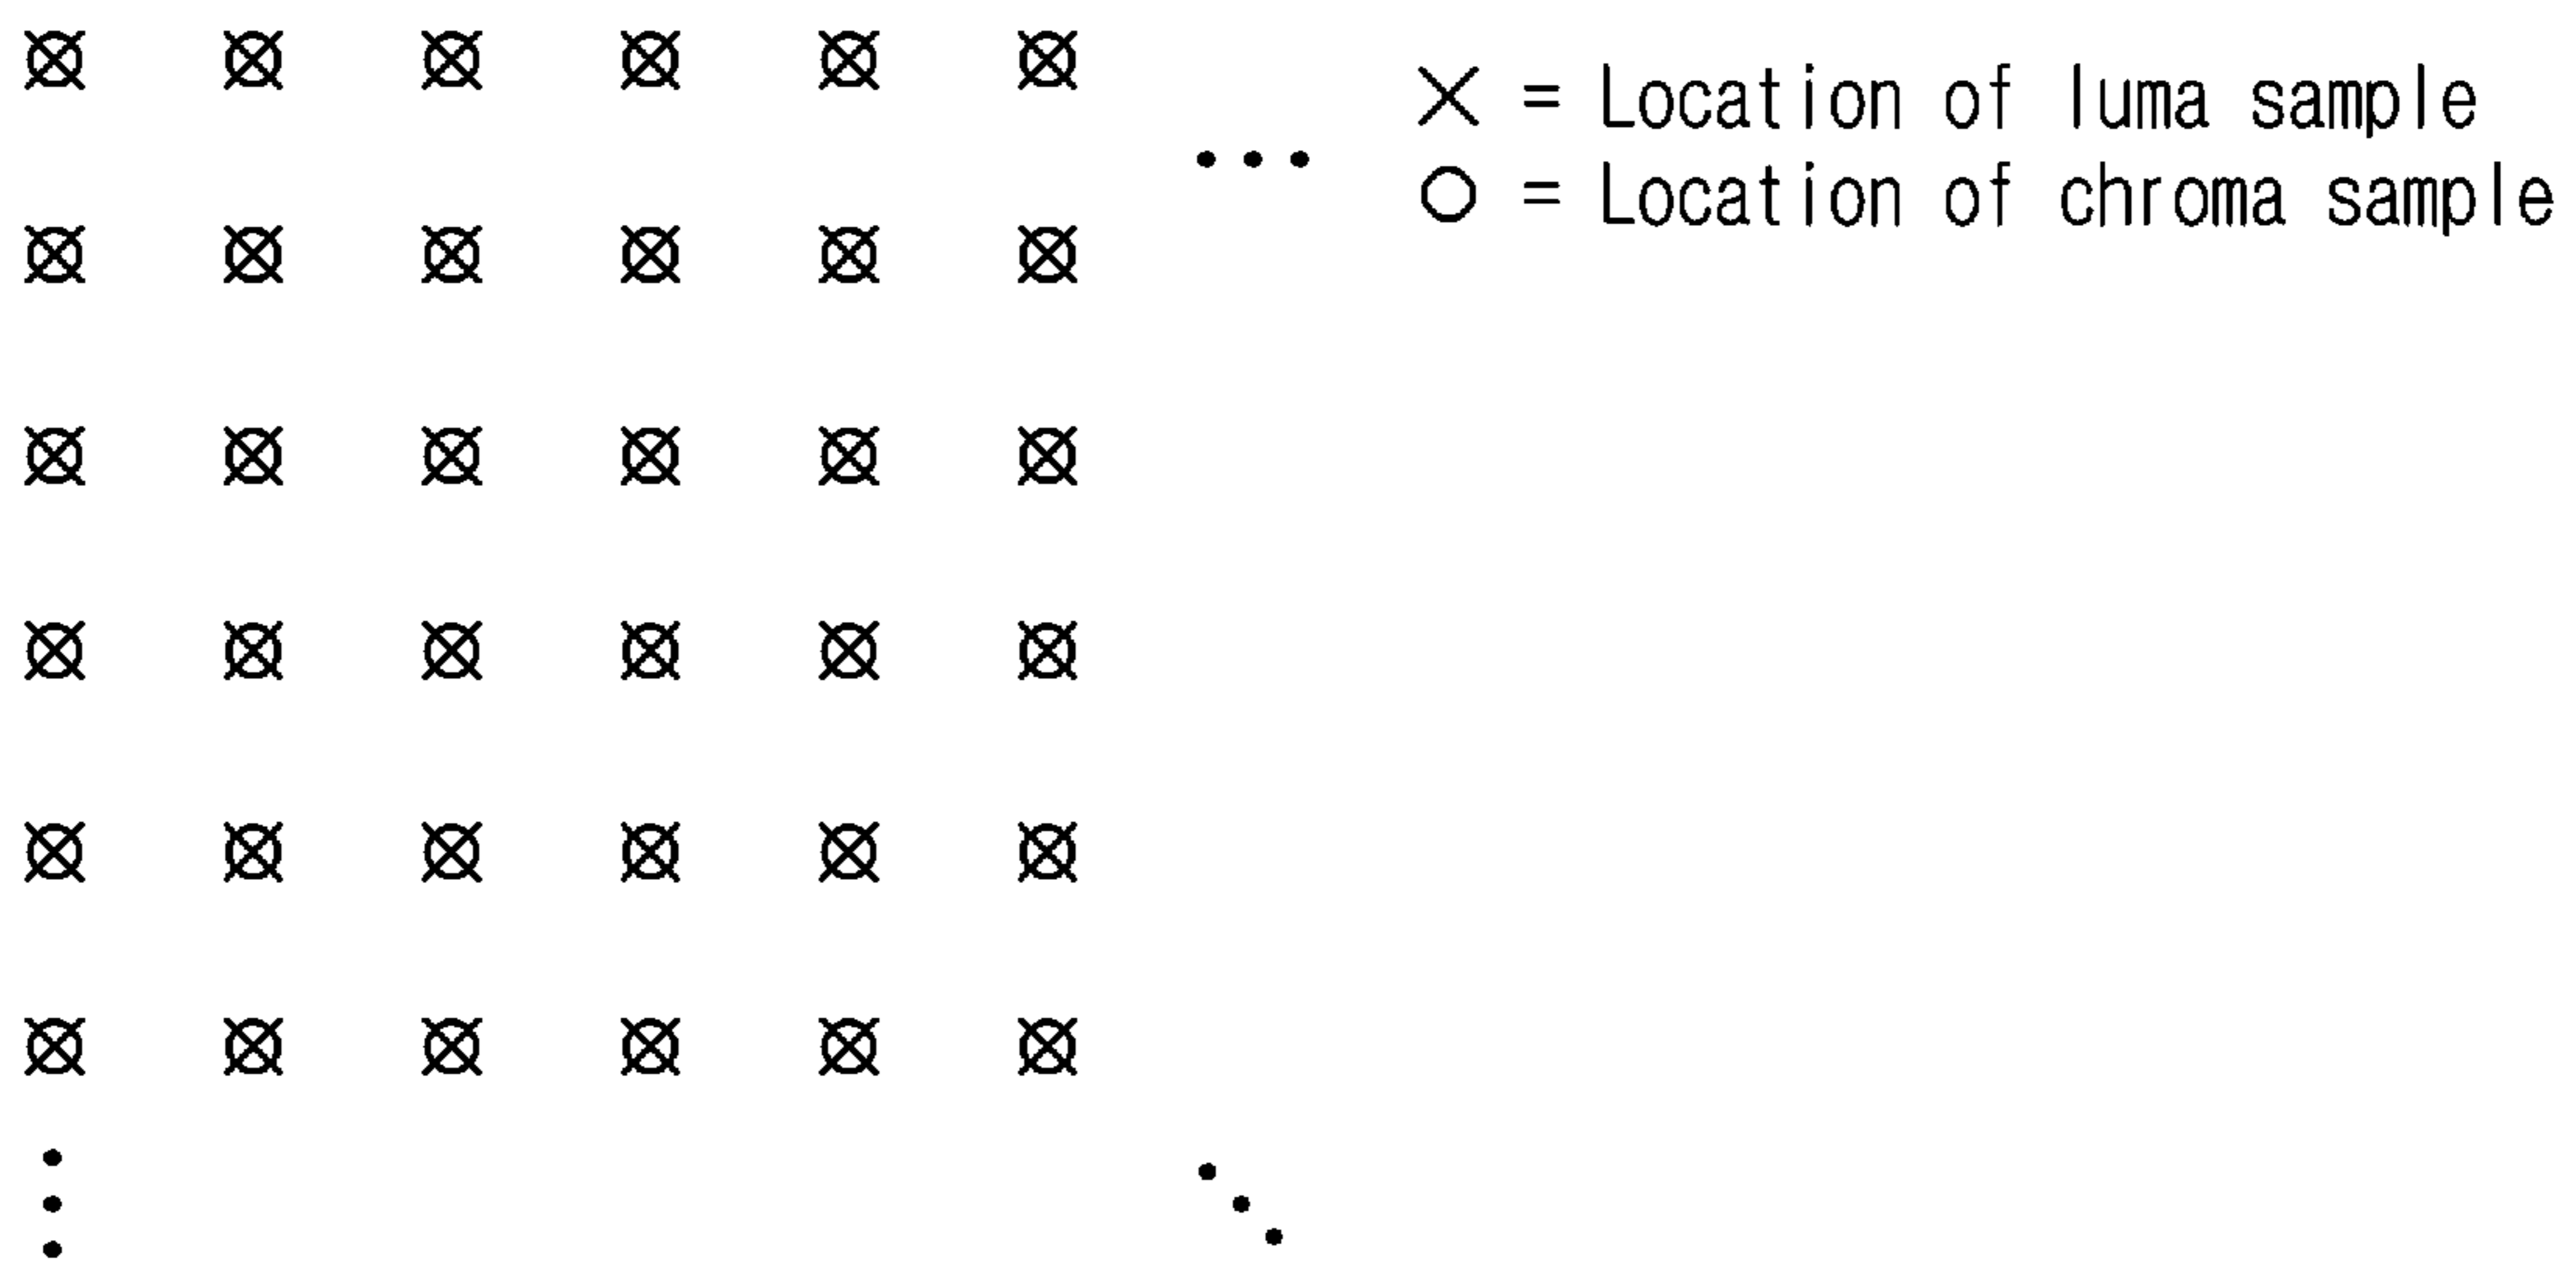 × = Location of luma sample
○ = Location of chroma sample